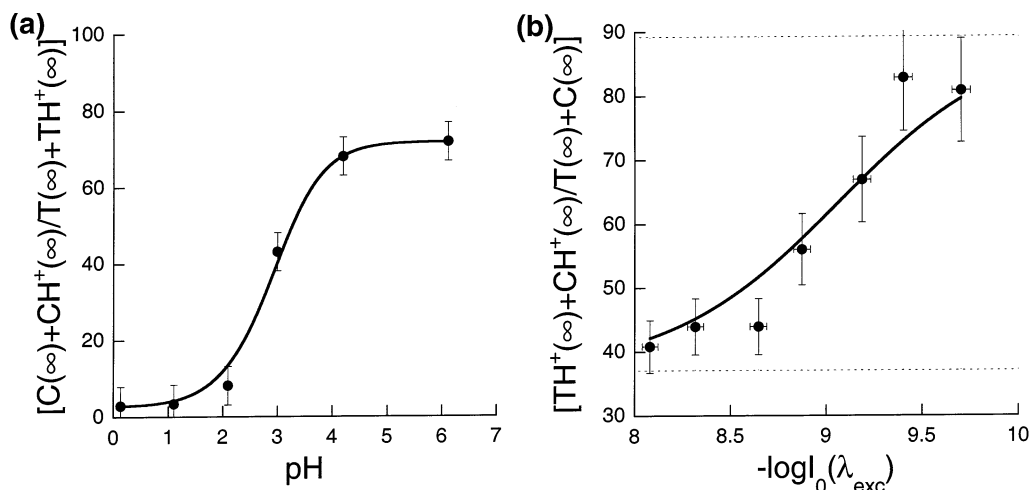 (a)
[C(∞)+CH⁺(∞)/T(∞)+TH⁺(∞)]
100
80
60
40
20
0
0 1 2 3 4 5 6 7
pH
(b)
[TH⁺(∞)+CH⁺(∞)/T(∞)+C(∞)]
90
80
70
60
50
40
30
8 8.5 9 9.5 10
-logI₀(λexc)